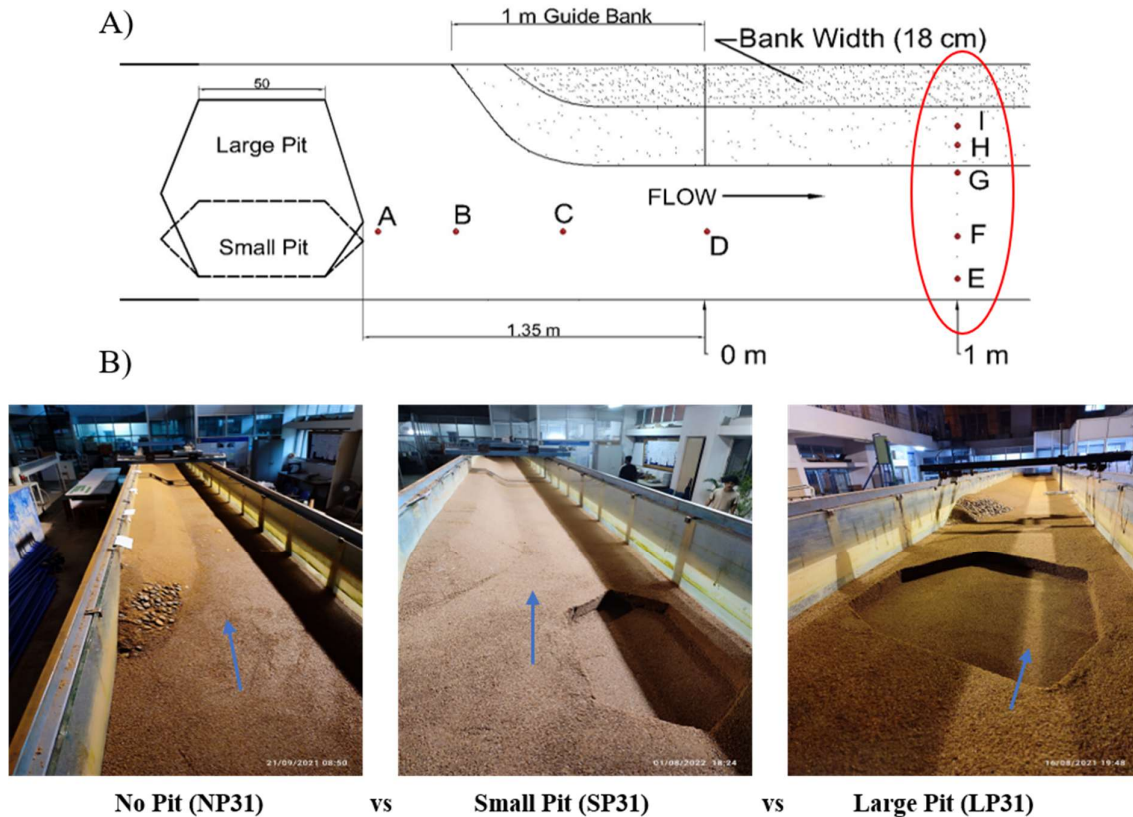 A)
1 m Guide Bank
Bank Width (18 cm)
50
Large Pit
I
H
G
FLOW
Small Pit
A
B
C
D
F
E
1.35 m
0 m
1 m
B)
21/09/2021 08:50
01/08/2022 18:24
16/08/2021 19:48
No Pit (NP31) vs Small Pit (SP31) vs Large Pit (LP31)